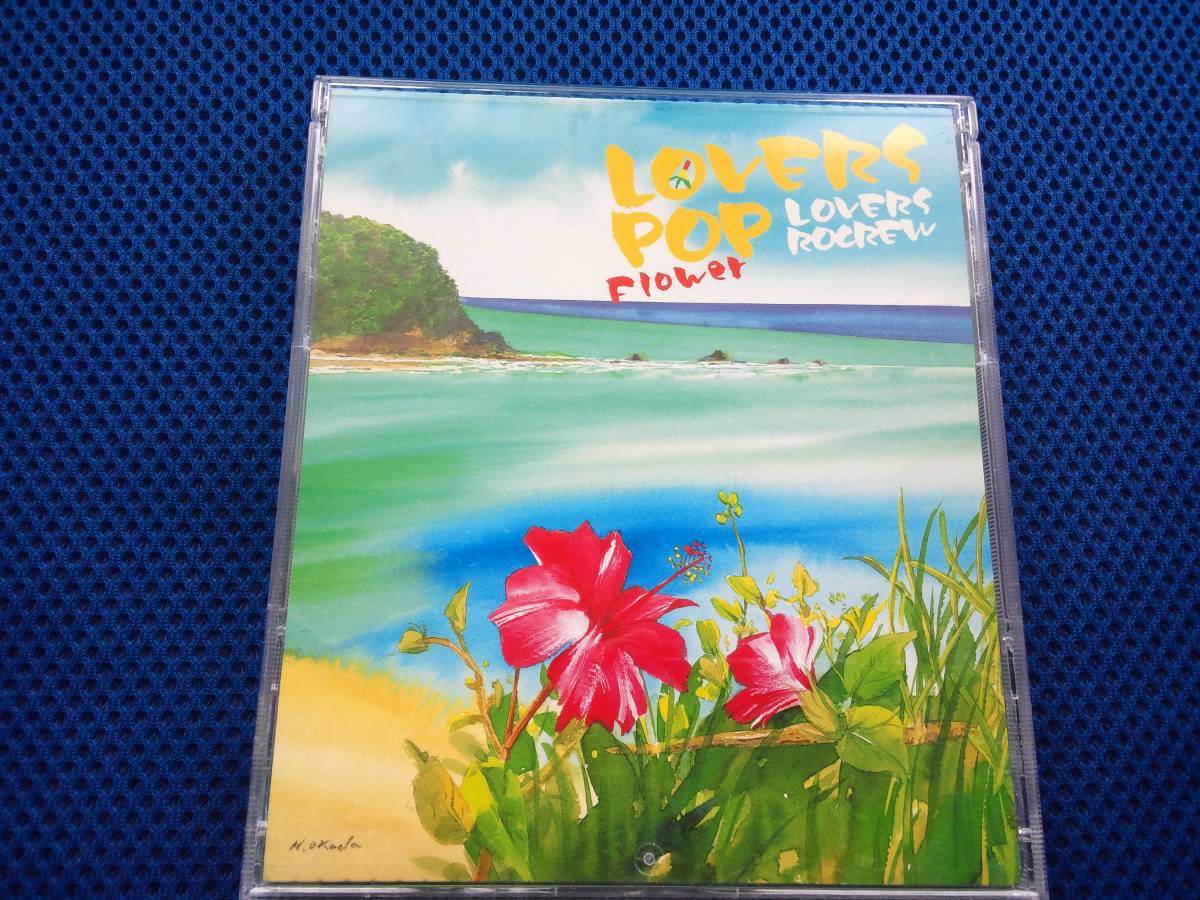 LOVERS
POP
LOVERS
ROCREW
Flower
N. Okada